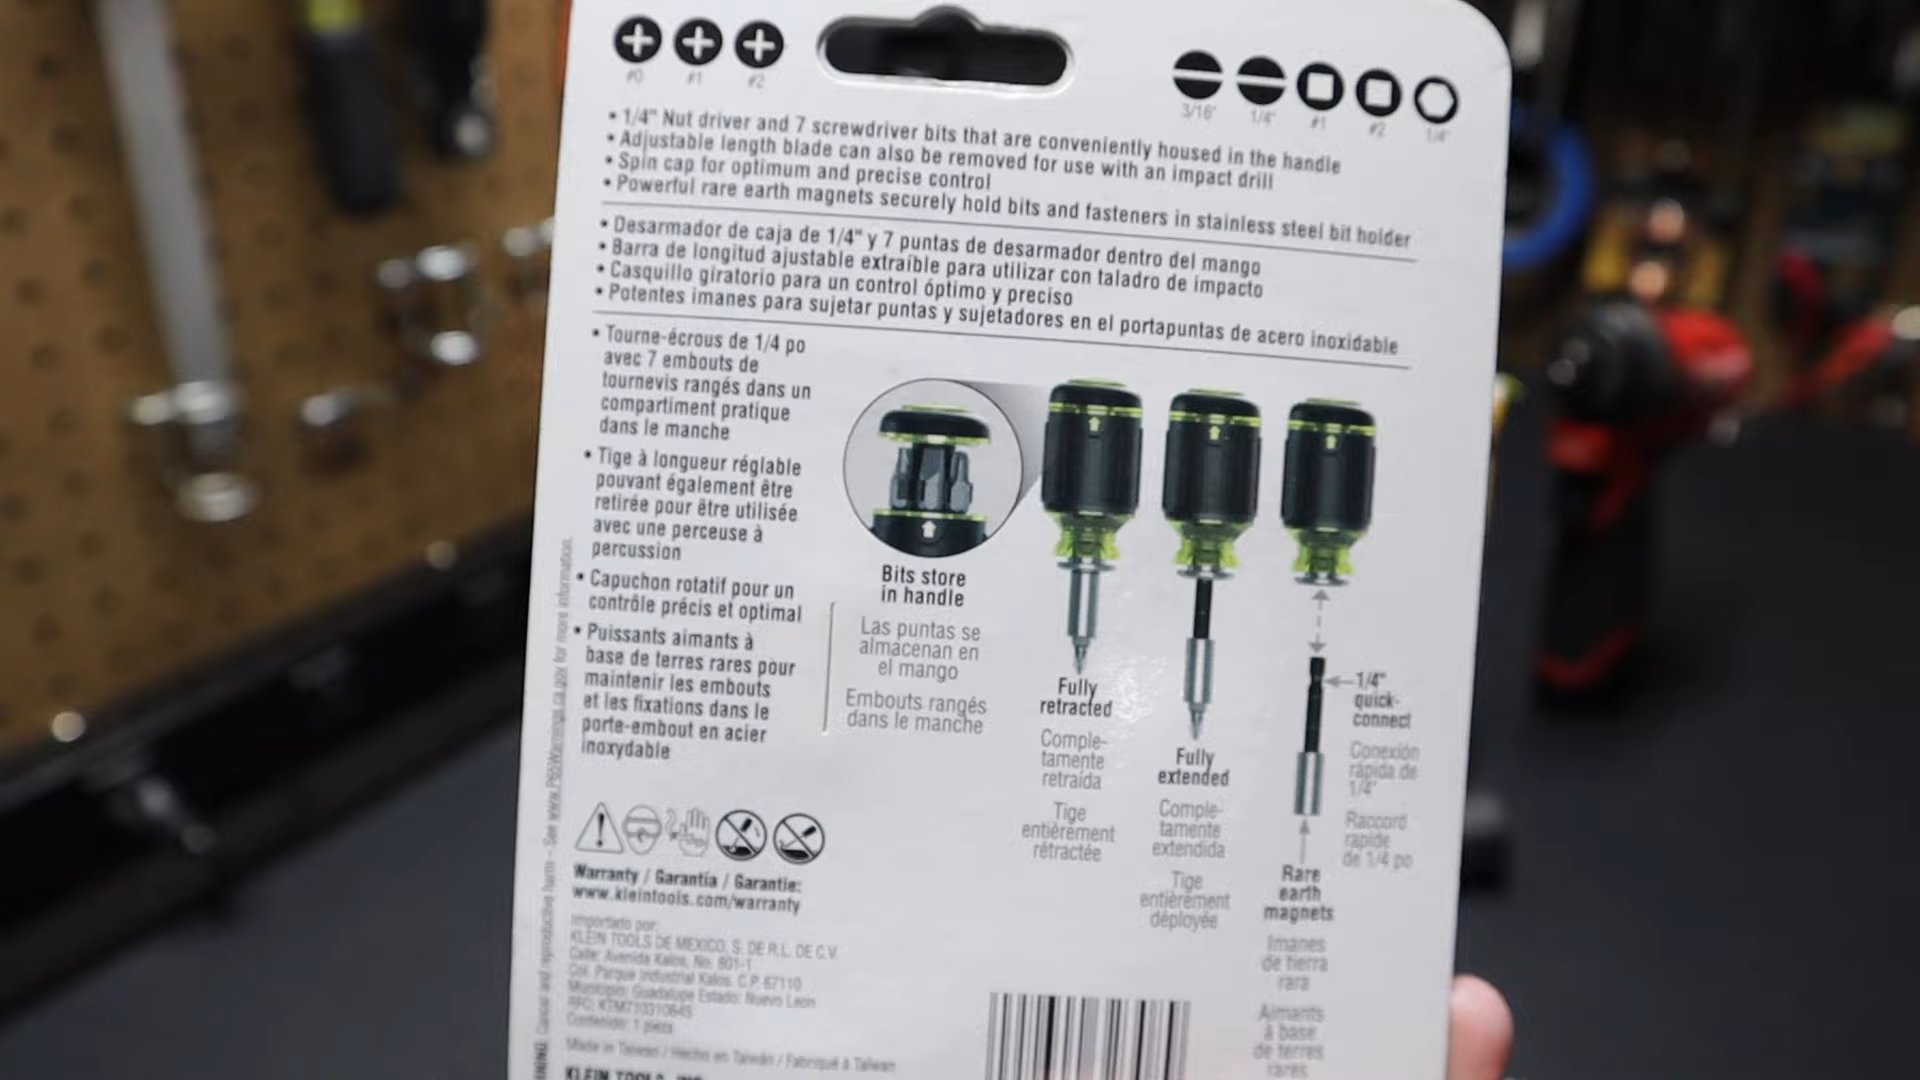 #0 #1 #2
3/16" 1/4" #1 #2 1/4"
• 1/4" Nut driver and 7 screwdriver bits that are conveniently housed in the handle
• Adjustable length blade can also be removed for use with an impact drill
• Spin cap for optimum and precise control
• Powerful rare earth magnets securely hold bits and fasteners in stainless steel bit holder
• Desarmador de caja de 1/4" y 7 puntas de desarmador dentro del mango
• Barra de longitud ajustable extraíble para utilizar con taladro de impacto
• Casquillo giratorio para un control óptimo y preciso
• Potentes imanes para sujetar puntas y sujetadores en el portapuntas de acero inoxidable
• Tourne-écrous de 1/4 po
avec 7 embouts de
tournevis rangés dans un
compartiment pratique
dans le manche
• Tige à longueur réglable
pouvant également être
retirée pour être utilisée
avec une perceuse à
percussion
• Capuchon rotatif pour un
contrôle précis et optimal
• Puissants aimants à
base de terres rares pour
maintenir les embouts
et les fixations dans le
porte-embout en acier
inoxydable
Bits store
in handle
Las puntas se
almacenan en
el mango
Embouts rangés
dans le manche
Fully
retracted
Comple-
tamente
retraída
Tige
entièrement
rétractée
Fully
extended
Comple-
tamente
extendida
Tige
entièrement
déployée
1/4"
quick-
connect
Conexión
rápida de
1/4"
Raccord
rapide
de 1/4 po
Rare
earth
magnets
Imanes
de tierra
rara
Aimants
à base
de terres
rares
Warranty / Garantía / Garantie:
www.kleintools.com/warranty
Importado por:
KLEIN TOOLS DE MEXICO, S. DE R.L. DE C.V.
Calle: Avenida Kalos, No. 801-1
Col. Parque Industrial Kalos. C.P. 67110
Municipio: Guadalupe Estado: Nuevo Leon
RFC: KTM710310645
Contenido: 1 pieza
Made in Taiwan / Hecho en Taiwán / Fabriqué à Taiwan
KLEIN TOOLS, INC.
Cancer and reproductive harm – See www.P65Warnings.ca.gov for more information.